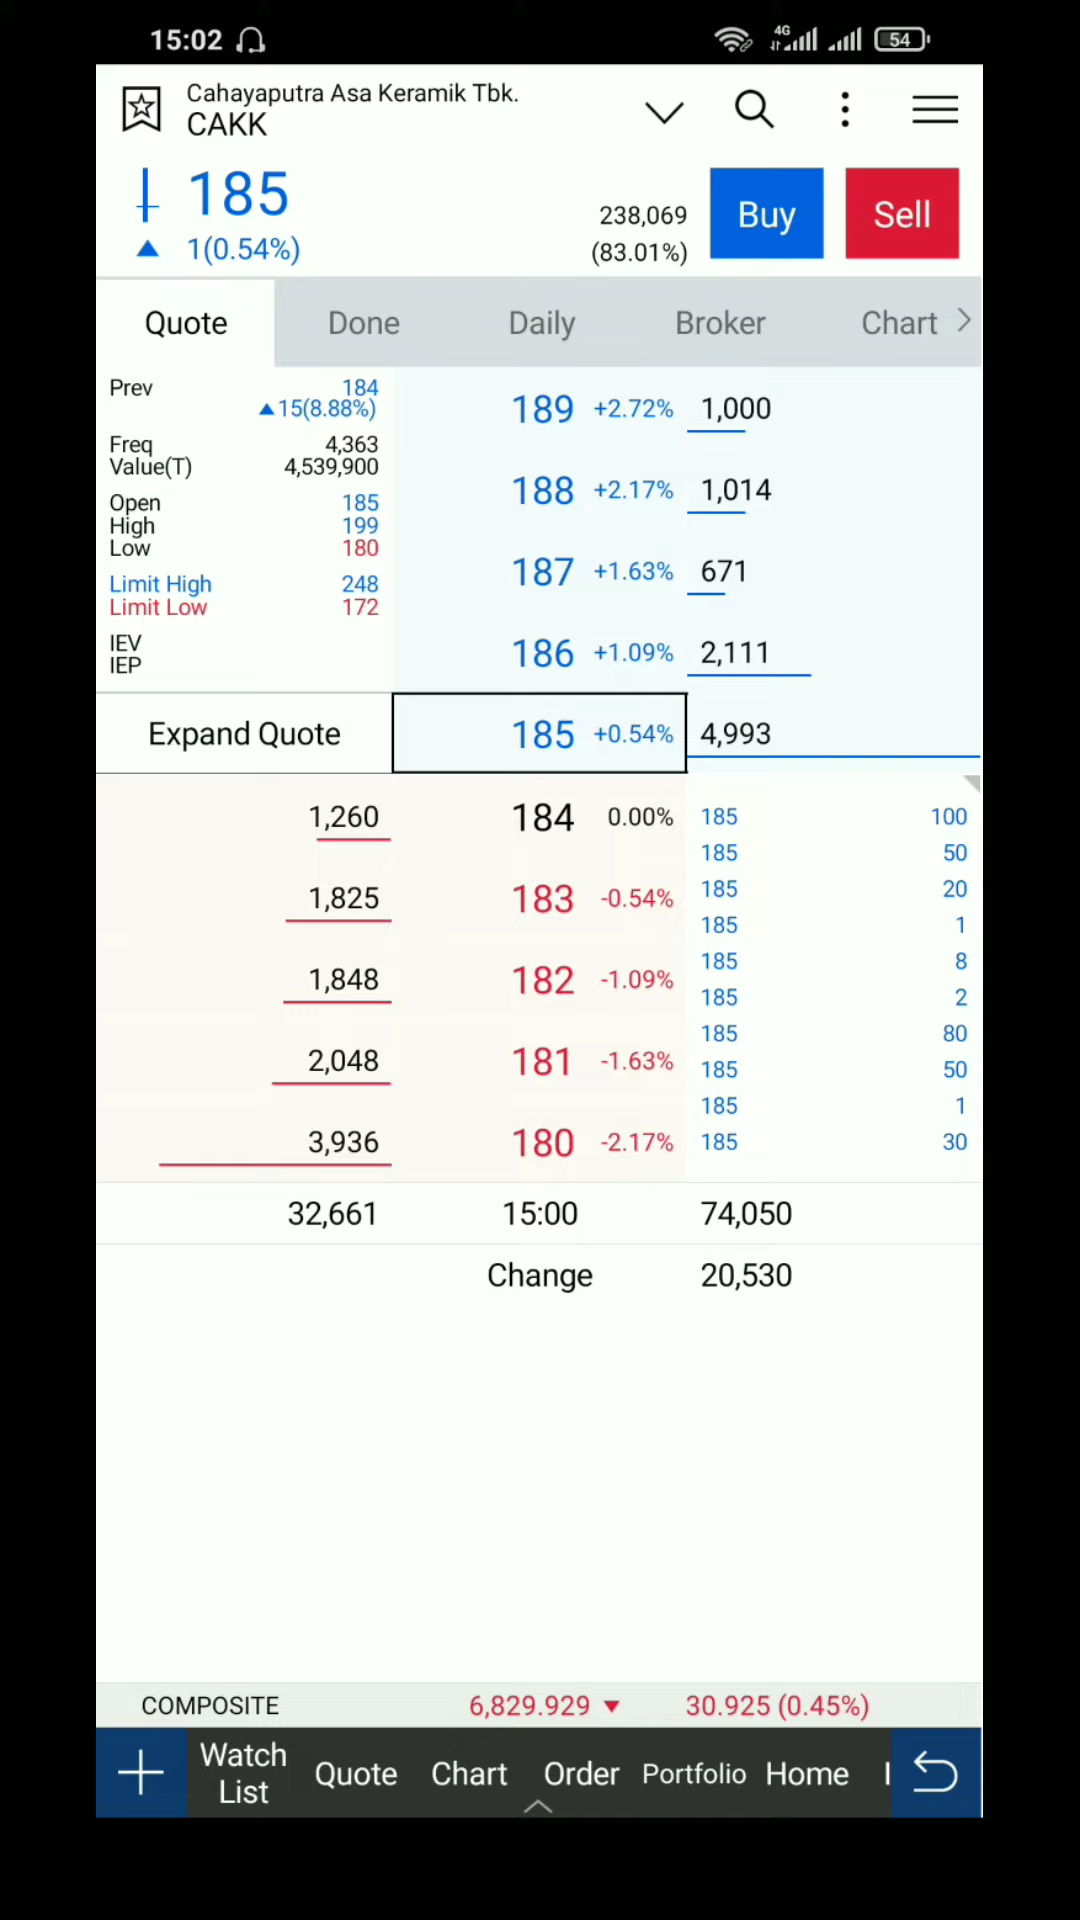 15:02
4G
54
Cahayaputra Asa Keramik Tbk.
CAKK
185
1(0.54%)
238,069
(83.01%)
Buy
Sell
Quote Done Daily Broker Chart
Prev 184
15(8.88%)
Freq 4,363
Value(T) 4,539,900
Open 185
High 199
Low 180
Limit High 248
Limit Low 172
IEV
IEP
189 +2.72% 1,000
188 +2.17% 1,014
187 +1.63% 671
186 +1.09% 2,111
Expand Quote 185 +0.54% 4,993
1,260 184 0.00%
1,825 183 -0.54%
1,848 182 -1.09%
2,048 181 -1.63%
3,936 180 -2.17%
185 100
185 50
185 20
185 1
185 8
185 2
185 80
185 50
185 1
185 30
32,661 15:00 74,050
Change 20,530
COMPOSITE 6,829.929 30.925 (0.45%)
Watch List Quote Chart Order Portfolio Home